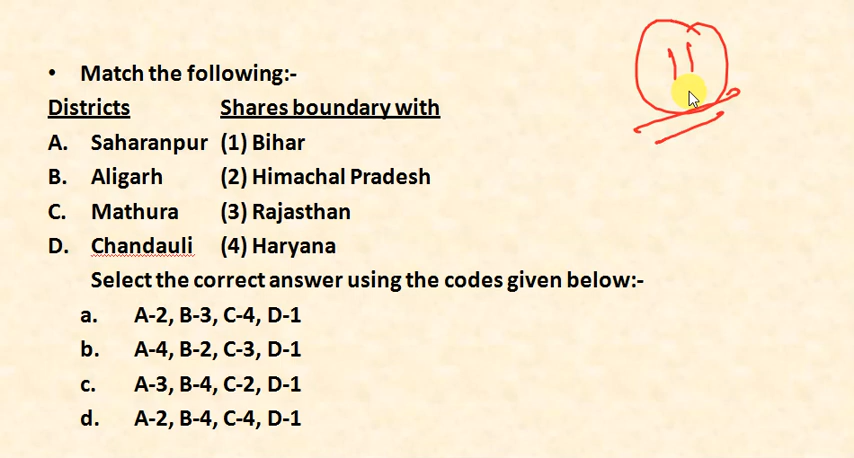 • Match the following:-
Districts Shares boundary with
A. Saharanpur (1) Bihar
B. Aligarh (2) Himachal Pradesh
C. Mathura (3) Rajasthan
D. Chandauli (4) Haryana
Select the correct answer using the codes given below:-
a. A-2, B-3, C-4, D-1
b. A-4, B-2, C-3, D-1
c. A-3, B-4, C-2, D-1
d. A-2, B-4, C-4, D-1